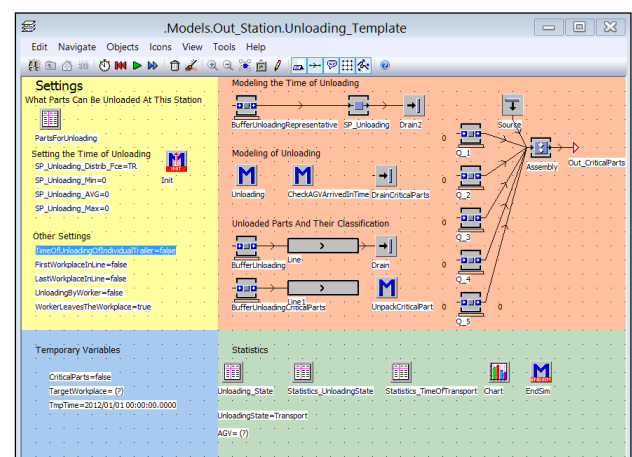 .Models.Out_Station.Unloading_Template
Edit Navigate Objects Icons View Tools Help
Settings
What Parts Can Be Unloaded At This Station
PartsForUnloading
Setting the Time of Unloading
SP_Unloading_Distrib_Fce=TR
SP_Unloading_Min=0
SP_Unloading_AVG=0
SP_Unloading_Max=0
INIT
Init
Other Settings
TimeOfUnloadingOfIndividualTrailer=false
FirstWorkplaceInLine=false
LastWorkplaceInLine=false
UnloadingByWorker=false
WorkerLeavesTheWorkplace=true
Modeling the Time of Unloading
BufferUnloadingRepresentative SP_Unloading Drain2
Modeling of Unloading
M M
Unloading CheckAGVArrivedInTime DrainCriticalParts
Unloaded Parts And Their Classification
BufferUnloading Line Drain
M
BufferUnloadingCriticalParts Line1 UnpackCriticalPart
Source
0
Q_1
Assembly Out_CriticalParts
0
Q_2
0
Q_3
0
Q_4
0 0
Q_5
Temporary Variables
CriticalParts=false
TargetWorkplace= (?)
TmpTime=2012/01/01 00:00:00.0000
Statistics
M
ENDSIM
Unloading_State Statistics_UnloadingState Statistics_TimeOfTransport Chart EndSim
UnloadingState=Transport
AGV= (?)